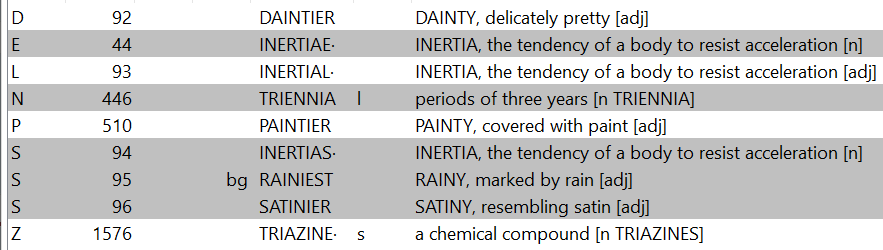 D 92 DAINTIER DAINTY, delicately pretty [adj]
E 44 INERTIAE· INERTIA, the tendency of a body to resist acceleration [n]
L 93 INERTIAL· INERTIA, the tendency of a body to resist acceleration [adj]
N 446 TRIENNIA l periods of three years [n TRIENNIA]
P 510 PAINTIER PAINTY, covered with paint [adj]
S 94 INERTIAS· INERTIA, the tendency of a body to resist acceleration [n]
S 95 bg RAINIEST RAINY, marked by rain [adj]
S 96 SATINIER SATINY, resembling satin [adj]
Z 1576 TRIAZINE· s a chemical compound [n TRIAZINES]